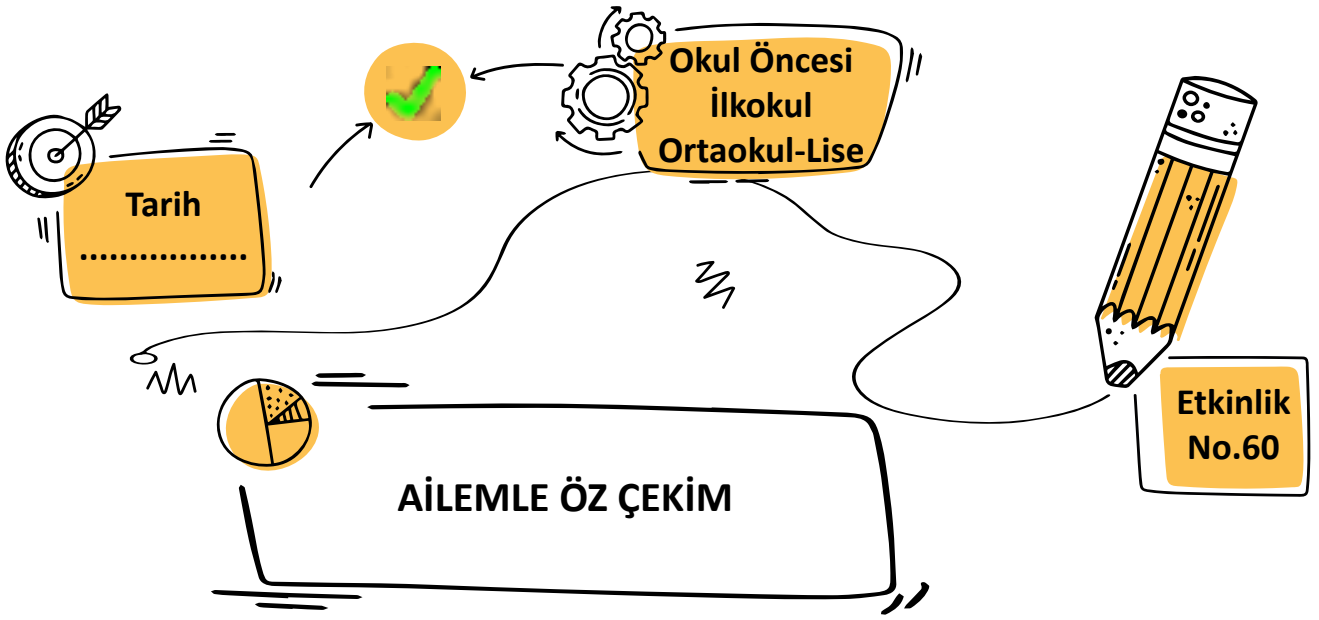 Okul Öncesi
İlkokul
Ortaokul-Lise
Tarih
.................
Etkinlik
No.60
AİLEMLE ÖZ ÇEKİM